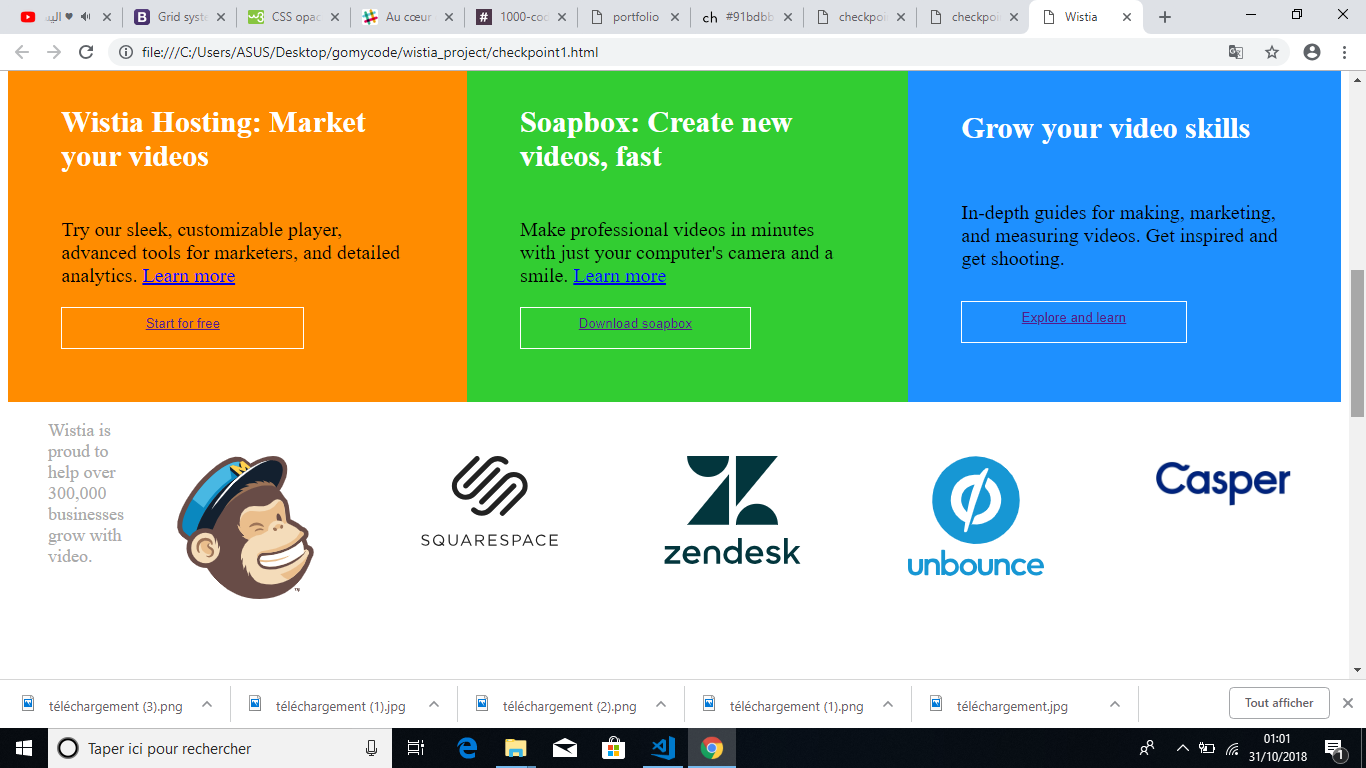 اليـ ♥
Grid syste
CSS opac
Au cœur
1000-cod
portfolio
ch #91bdbb
checkpoi
checkpoi
Wistia
file:///C:/Users/ASUS/Desktop/gomycode/wistia_project/checkpoint1.html
Wistia Hosting: Market
your videos
Try our sleek, customizable player,
advanced tools for marketers, and detailed
analytics. Learn more
Start for free
Soapbox: Create new
videos, fast
Make professional videos in minutes
with just your computer's camera and a
smile. Learn more
Download soapbox
Grow your video skills
In-depth guides for making, marketing,
and measuring videos. Get inspired and
get shooting.
Explore and learn
Wistia is
proud to
help over
300,000
businesses
grow with
video.
M
™
SQUARESPACE
zendesk
unbounce
Casper
téléchargement (3).png
téléchargement (1).jpg
téléchargement (2).png
téléchargement (1).png
téléchargement.jpg
Tout afficher
Taper ici pour rechercher
01:01
31/10/2018
1